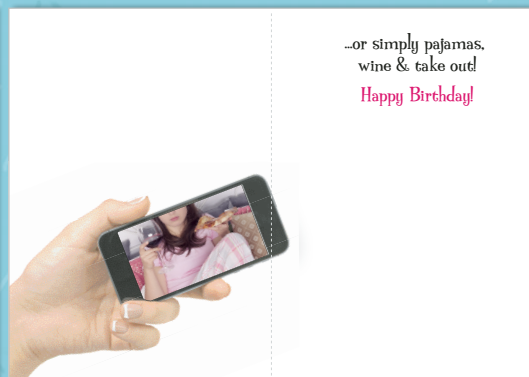 ...or simply pajamas,
wine & take out!
Happy Birthday!